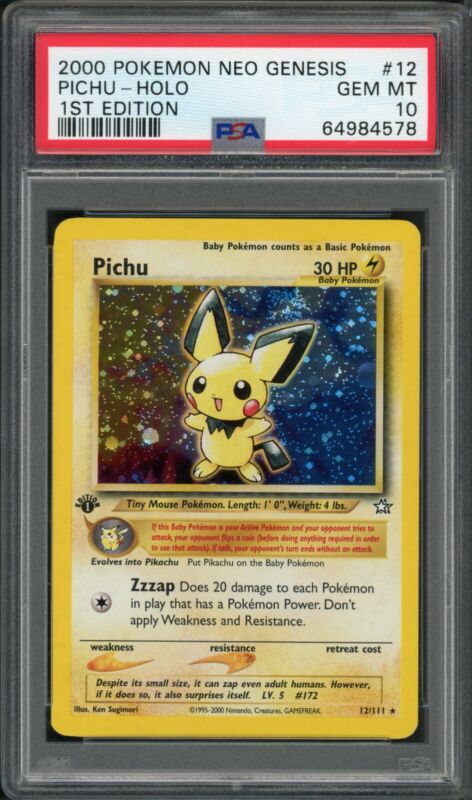 2000 POKEMON NEO GENESIS #12
PICHU – HOLO GEM MT
1ST EDITION 10
PSA 64984578
Baby Pokémon counts as a Basic Pokémon
Pichu 30 HP
Baby Pokémon
Tiny Mouse Pokémon. Length: 1' 0", Weight: 4 lbs.
EDITION
1
If this Baby Pokémon is your Active Pokémon and your opponent tries to
attack, your opponent flips a coin (before doing anything required in order
to use that attack). If tails, your opponent's turn ends without an attack.
Evolves into Pikachu Put Pikachu on the Baby Pokémon
Zzzap Does 20 damage to each Pokémon
in play that has a Pokémon Power. Don't
apply Weakness and Resistance.
weakness resistance retreat cost
Despite its small size, it can zap even adult humans. However,
if it does so, it also surprises itself. LV. 5 #172
Illus. Ken Sugimori ©1995-2000 Nintendo, Creatures, GAMEFREAK. 12/111 ★
PSA